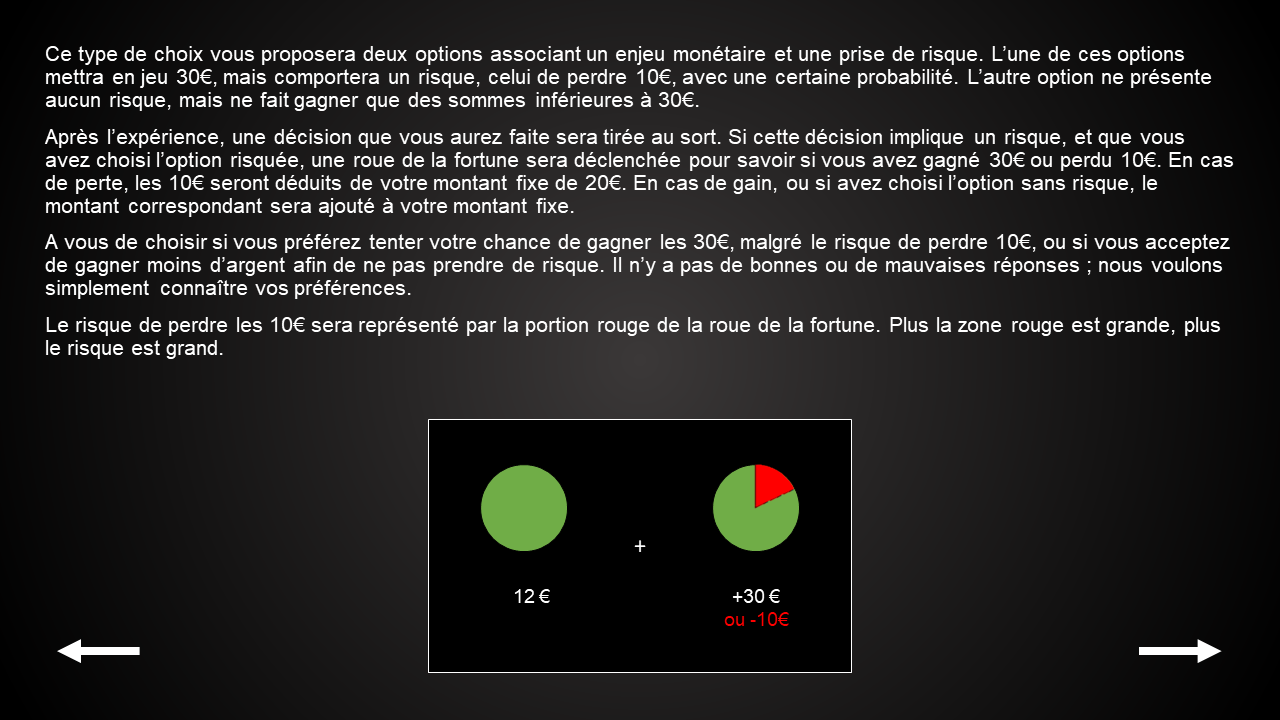 Ce type de choix vous proposera deux options associant un enjeu monétaire et une prise de risque. L’une de ces options
mettra en jeu 30€, mais comportera un risque, celui de perdre 10€, avec une certaine probabilité. L’autre option ne présente
aucun risque, mais ne fait gagner que des sommes inférieures à 30€.
Après l’expérience, une décision que vous aurez faite sera tirée au sort. Si cette décision implique un risque, et que vous
avez choisi l’option risquée, une roue de la fortune sera déclenchée pour savoir si vous avez gagné 30€ ou perdu 10€. En cas
de perte, les 10€ seront déduits de votre montant fixe de 20€. En cas de gain, ou si avez choisi l’option sans risque, le
montant correspondant sera ajouté à votre montant fixe.
A vous de choisir si vous préférez tenter votre chance de gagner les 30€, malgré le risque de perdre 10€, ou si vous acceptez
de gagner moins d’argent afin de ne pas prendre de risque. Il n’y a pas de bonnes ou de mauvaises réponses ; nous voulons
simplement connaître vos préférences.
Le risque de perdre les 10€ sera représenté par la portion rouge de la roue de la fortune. Plus la zone rouge est grande, plus
le risque est grand.
+
12 €
+30 €
ou -10€